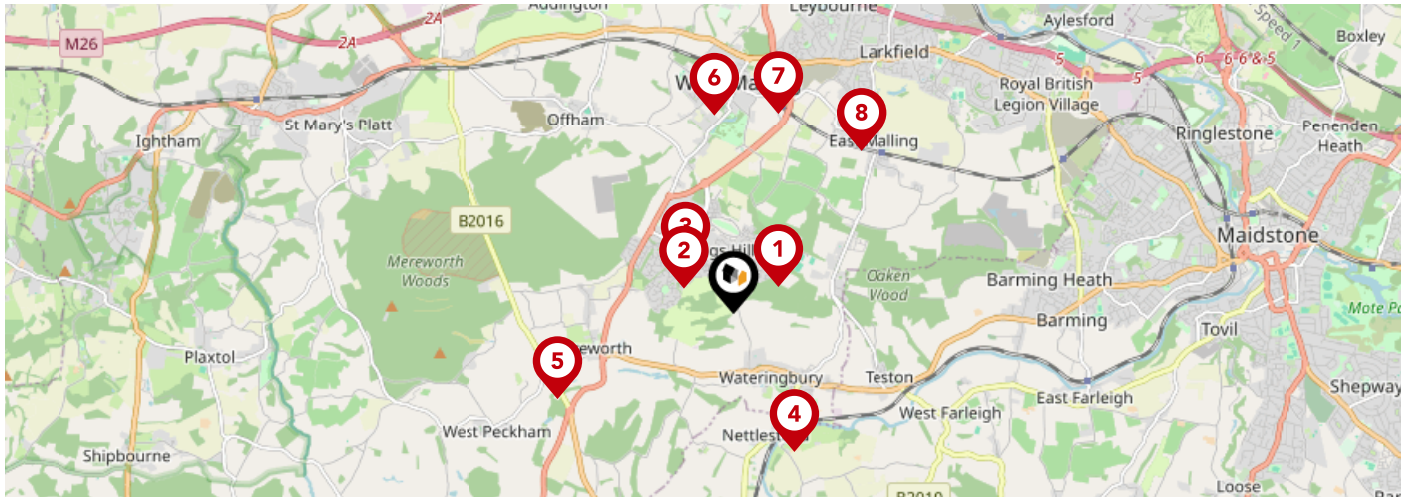 Addington
Leybourne
Aylesford
Speed 1
2A
M26
2A
Larkfield
Boxley
5
5
6
6 6 & 5
6
7
Royal British
Legion Village
8
Offham
St Mary's Platt
Ightham
East Malling
Ringlestone
Penenden
Heath
B2016
3
2
1
Maidstone
Mereworth
Woods
Oaken
Wood
Barming Heath
Barming
Tovil
Plaxtol
5
Wateringbury
Teston
East Farleigh
Shepway
4
West Farleigh
West Peckham
Shipbourne
Loose